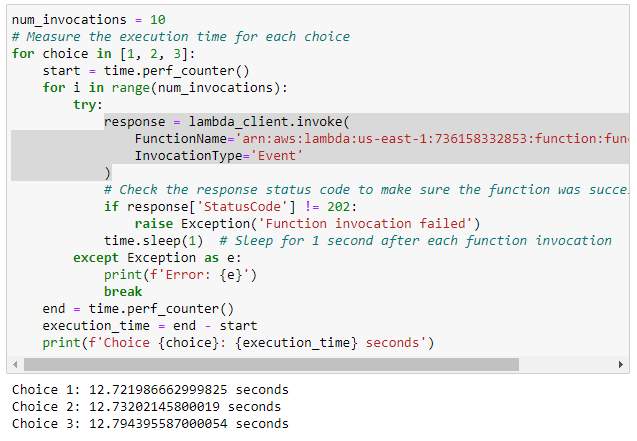 num_invocations = 10
# Measure the execution time for each choice
for choice in [1, 2, 3]:
    start = time.perf_counter()
    for i in range(num_invocations):
        try:
            response = lambda_client.invoke(
                FunctionName='arn:aws:lambda:us-east-1:736158332853:function:fun
                InvocationType='Event'
            )
            # Check the response status code to make sure the function was succe
            if response['StatusCode'] != 202:
                raise Exception('Function invocation failed')
            time.sleep(1)  # Sleep for 1 second after each function invocation
        except Exception as e:
            print(f'Error: {e}')
            break
    end = time.perf_counter()
    execution_time = end - start
    print(f'Choice {choice}: {execution_time} seconds')
Choice 1: 12.721986662999825 seconds
Choice 2: 12.73202145800019 seconds
Choice 3: 12.794395587000054 seconds